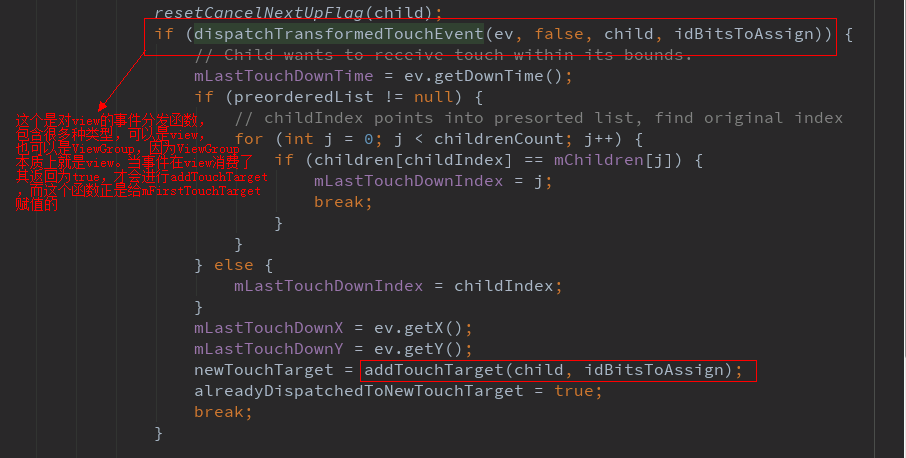 resetCancelNextUpFlag(child);
if (dispatchTransformedTouchEvent(ev, false, child, idBitsToAssign)) {
// Child wants to receive touch within its bounds.
mLastTouchDownTime = ev.getDownTime();
if (preorderedList != null) {
// childIndex points into presorted list, find original index
for (int j = 0; j < childrenCount; j++) {
if (children[childIndex] == mChildren[j]) {
mLastTouchDownIndex = j;
break;
}
}
} else {
mLastTouchDownIndex = childIndex;
}
mLastTouchDownX = ev.getX();
mLastTouchDownY = ev.getY();
newTouchTarget = addTouchTarget(child, idBitsToAssign);
alreadyDispatchedToNewTouchTarget = true;
break;
}
这个是对view的事件分发函数，
包含很多种类型，可以是view，
也可以是ViewGroup，因为ViewGroup
本质上就是view。当事件在view消费了
其返回为true，才会进行addTouchTarget
，而这个函数正是给mFirstTouchTarget
赋值的